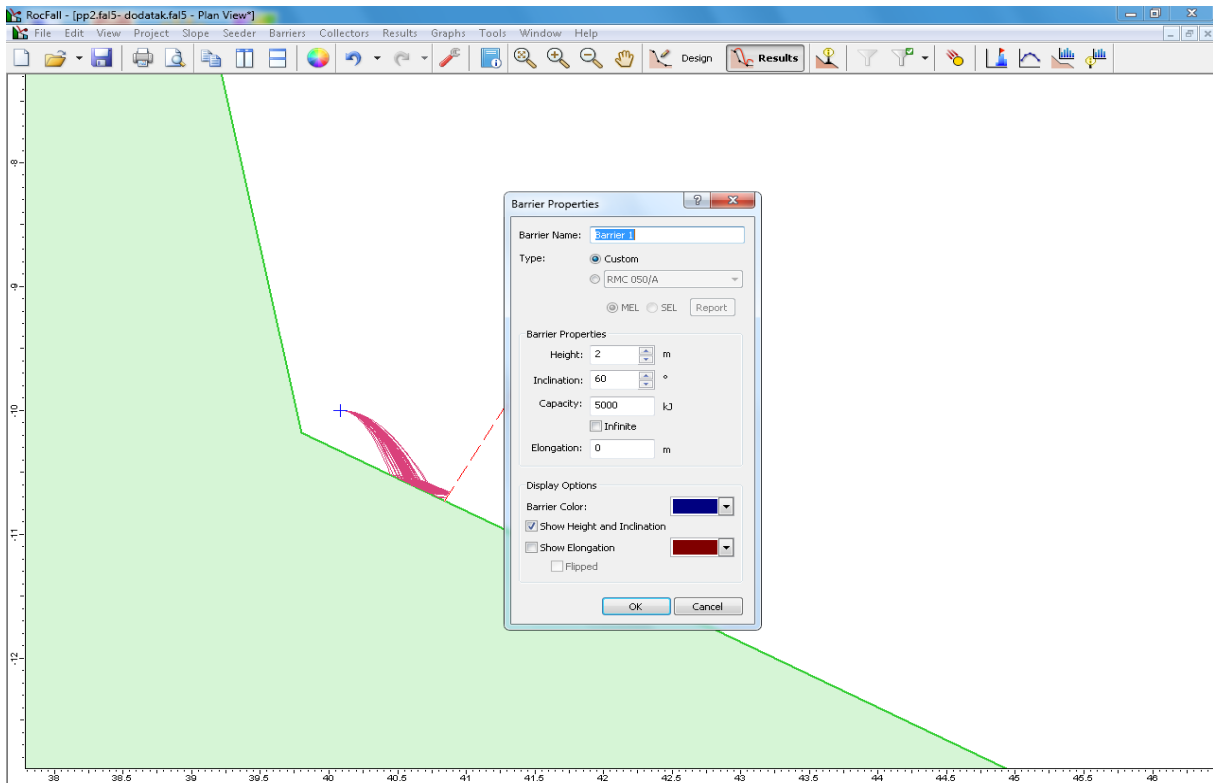 RocFall - [pp2.fal5- dodatak.fal5 - Plan View*]
File Edit View Project Slope Seeder Barriers Collectors Results Graphs Tools Window Help
Design Results
Barrier Properties
Barrier Name: Barrier 1
Type: Custom
RMC 050/A
MEL SEL Report
Barrier Properties
Height: 2 m
Inclination: 60 °
Capacity: 5000 kJ
Infinite
Elongation: 0 m
Display Options
Barrier Color:
Show Height and Inclination
Show Elongation
Flipped
OK Cancel
-8
-9
-10
-11
-12
38 38.5 39 39.5 40 40.5 41 41.5 42 42.5 43 43.5 44 44.5 45 45.5 46